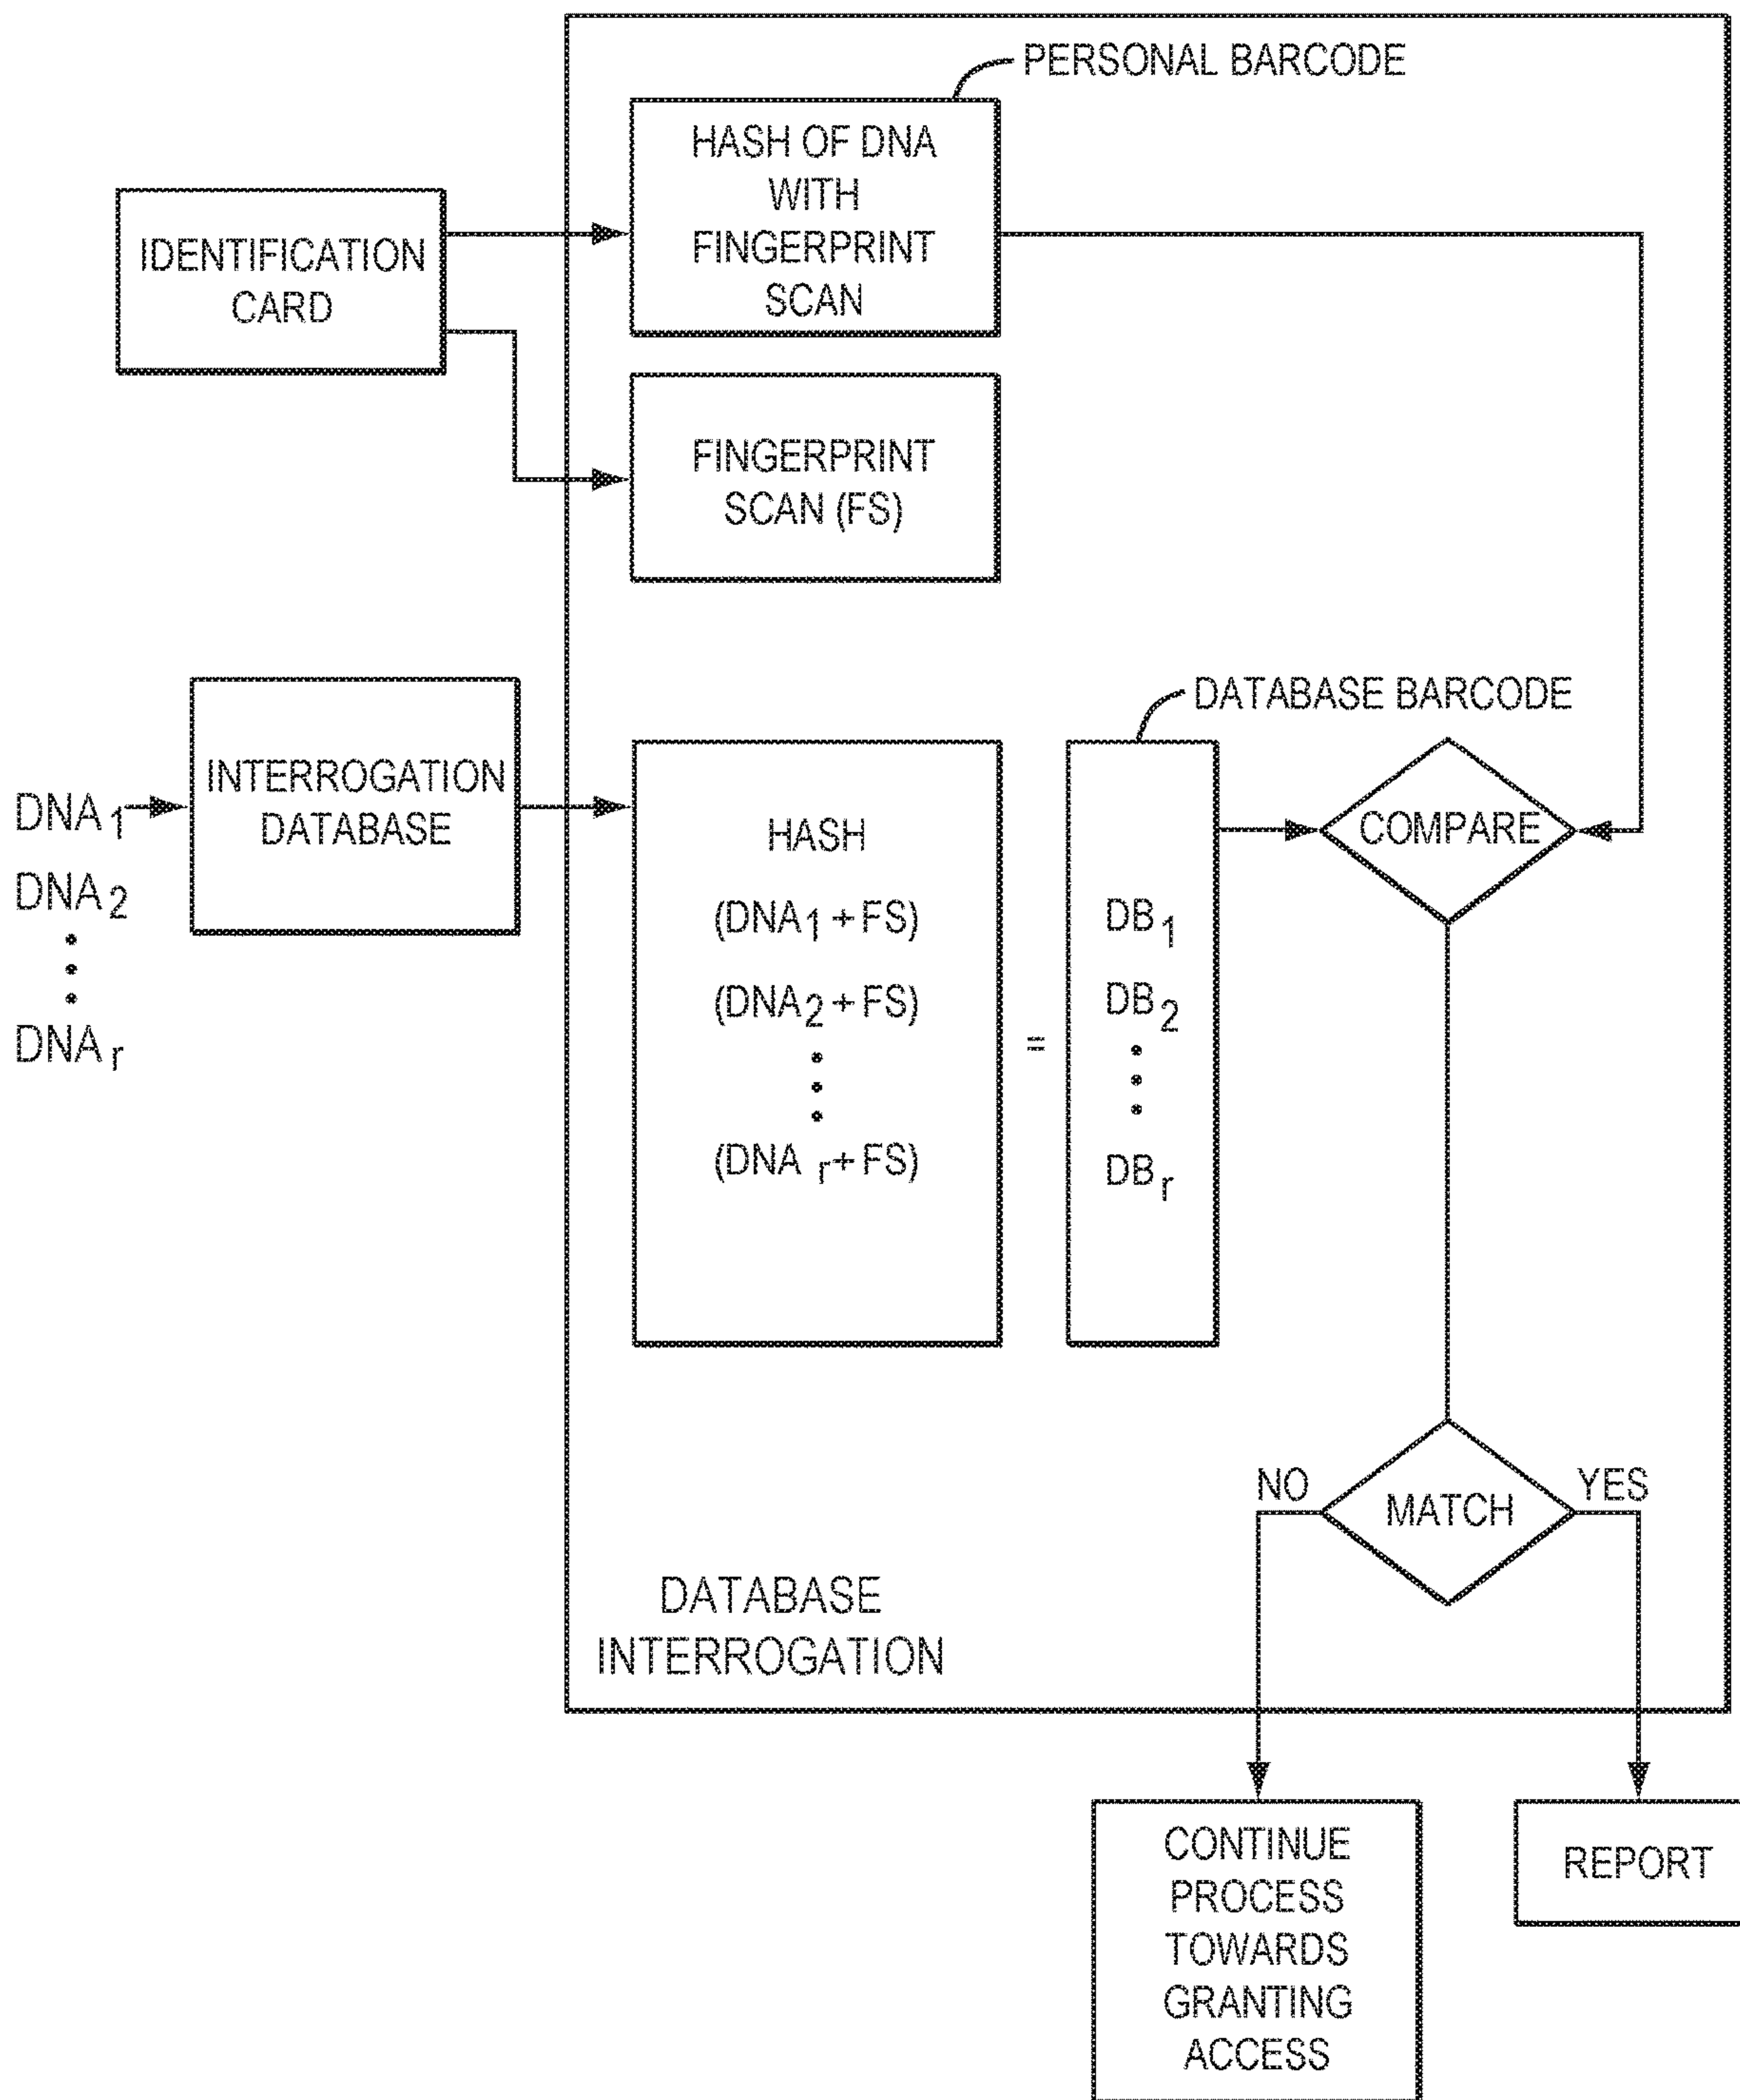 PERSONAL BARCODE
HASH OF DNA
WITH
FINGERPRINT
SCAN
IDENTIFICATION
CARD
FINGERPRINT
SCAN (FS)
DATABASE BARCODE
INTERROGATION
DATABASE
DNA1
DNA2
DNAr
HASH
(DNA1 + FS)
(DNA2 + FS)
(DNA r + FS)
=
DB1
DB2
DBr
COMPARE
NO
YES
MATCH
DATABASE
INTERROGATION
CONTINUE
PROCESS
TOWARDS
GRANTING
ACCESS
REPORT